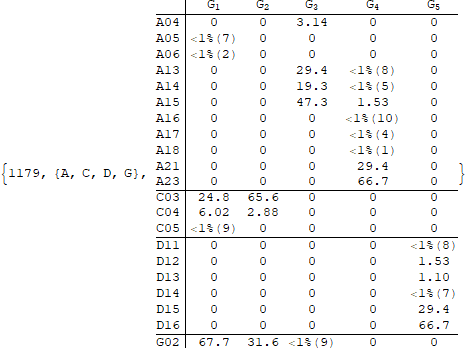 G1 G2 G3 G4 G5
A04 0 0 3.14 0 0
A05 <1%(7) 0 0 0 0
A06 <1%(2) 0 0 0 0
A13 0 0 29.4 <1%(8) 0
A14 0 0 19.3 <1%(5) 0
A15 0 0 47.3 1.53 0
A16 0 0 0 <1%(10) 0
A17 0 0 0 <1%(4) 0
A18 0 0 0 <1%(1) 0
A21 0 0 0 29.4 0
{1179, {A, C, D, G}, }
A23 0 0 0 66.7 0
C03 24.8 65.6 0 0 0
C04 6.02 2.88 0 0 0
C05 <1%(9) 0 0 0 0
D11 0 0 0 0 <1%(8)
D12 0 0 0 0 1.53
D13 0 0 0 0 1.10
D14 0 0 0 0 <1%(7)
D15 0 0 0 0 29.4
D16 0 0 0 0 66.7
G02 67.7 31.6 <1%(9) 0 0